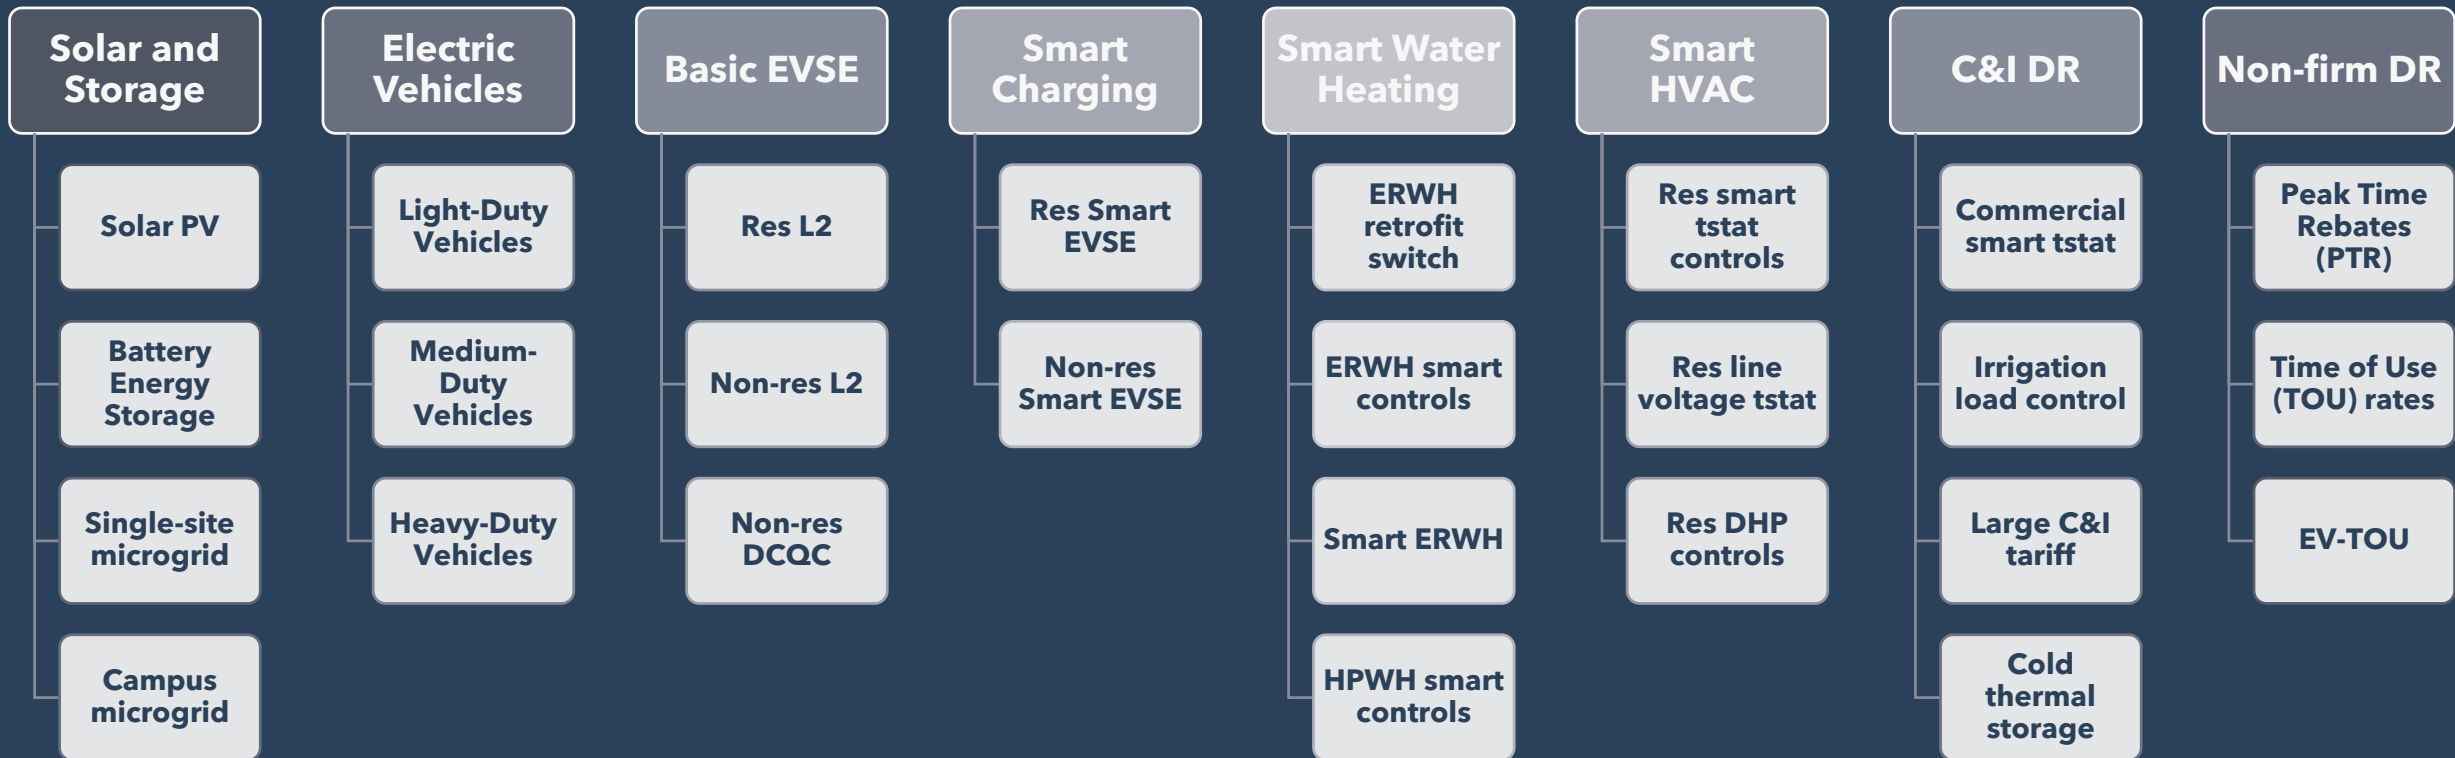 Solar and
Storage
Solar PV
Battery
Energy
Storage
Single-site
microgrid
Campus
microgrid
Electric
Vehicles
Light-Duty
Vehicles
Medium-
Duty
Vehicles
Heavy-Duty
Vehicles
Basic EVSE
Res L2
Non-res L2
Non-res
DCQC
Smart
Charging
Res Smart
EVSE
Non-res
Smart EVSE
Smart Water
Heating
ERWH
retrofit
switch
ERWH smart
controls
Smart ERWH
HPWH smart
controls
Smart
HVAC
Res smart
tstat
controls
Res line
voltage tstat
Res DHP
controls
C&I DR
Commercial
smart tstat
Irrigation
load control
Large C&I
tariff
Cold
thermal
storage
Non-firm DR
Peak Time
Rebates
(PTR)
Time of Use
(TOU) rates
EV-TOU